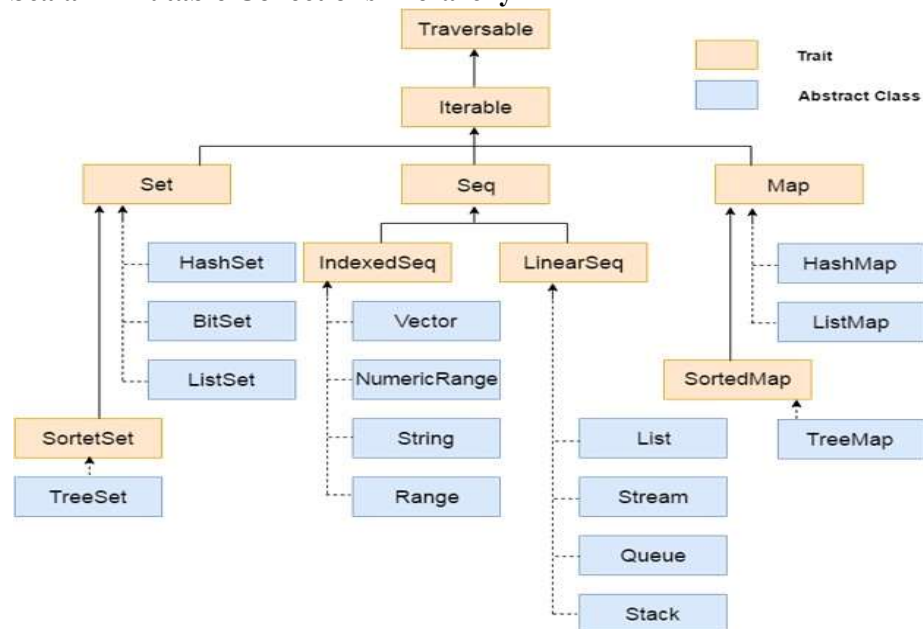 Traversable
Trait
Iterable
Abstract Class
Set
Seq
Map
HashSet
IndexedSeq
LinearSeq
HashMap
BitSet
Vector
ListMap
ListSet
NumericRange
SortedMap
SortetSet
String
List
TreeMap
TreeSet
Range
Stream
Queue
Stack